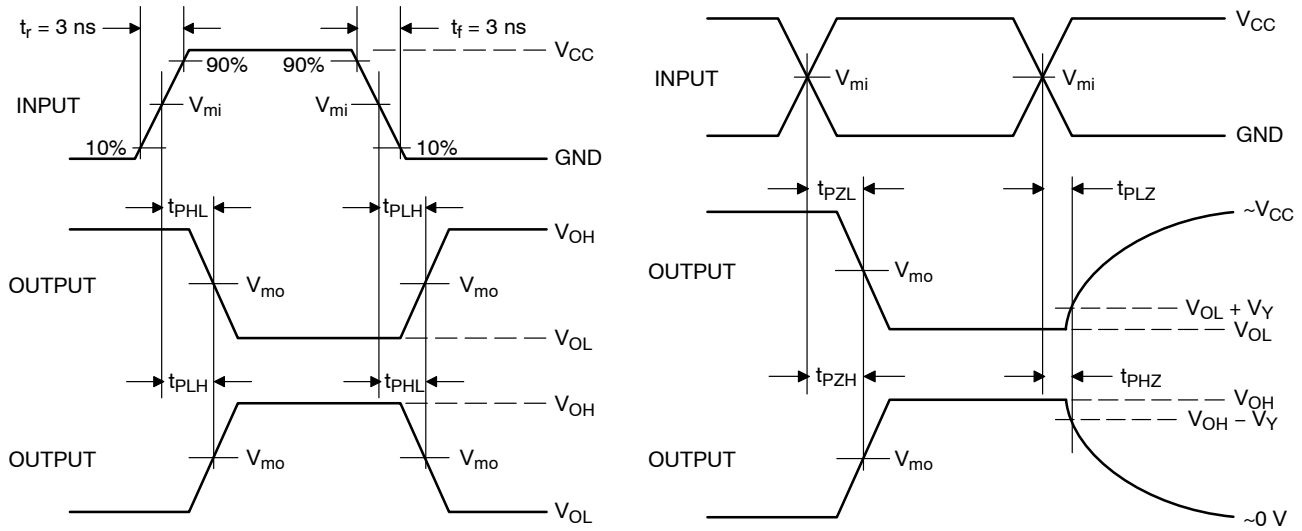 t_r = 3 ns
t_f = 3 ns
V_CC
90%
90%
INPUT
V_mi
V_mi
10%
10%
GND
t_PHL
t_PLH
V_OH
OUTPUT
V_mo
V_mo
V_OL
t_PLH
t_PHL
V_OH
OUTPUT
V_mo
V_mo
V_OL
V_CC
INPUT
V_mi
V_mi
GND
t_PZL
t_PLZ
~V_CC
OUTPUT
V_mo
V_OL + V_Y
V_OL
t_PZH
t_PHZ
V_OH
V_OH − V_Y
OUTPUT
V_mo
~0 V